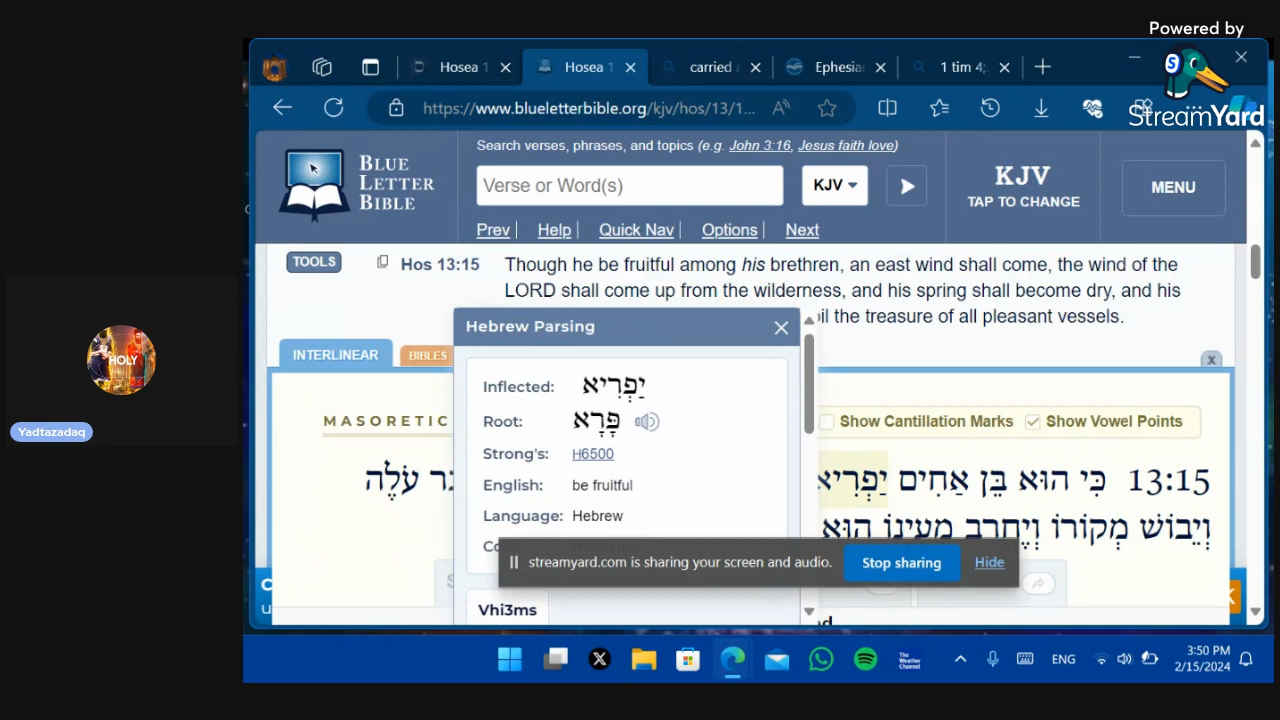 Powered by
StreamYard
Hosea 1
Hosea 1
carried
Ephesia
1 tim 4;
https://www.blueletterbible.org/kjv/hos/13/1...
BLUE
LETTER
BIBLE
Search verses, phrases, and topics (e.g. John 3:16, Jesus faith love)
Verse or Word(s)
KJV
KJV
TAP TO CHANGE
MENU
Prev| Help| Quick Nav| Options| Next
TOOLS
Hos 13:15 Though he be fruitful among his brethren, an east wind shall come, the wind of the
LORD shall come up from the wilderness, and his spring shall become dry, and his
il the treasure of all pleasant vessels.
INTERLINEAR
BIBLES
Hebrew Parsing
Inflected: יַפְרִיא
Root: פָּרָא
Strong's: H6500
English: be fruitful
Language: Hebrew
Vhi3ms
MASORETIC
Show Cantillation Marks
Show Vowel Points
13:15 כִּי הוּא בֵּן אַחִים יַפְרִיא
עֹלֶה
וְיֵבוֹשׁ מְקוֹרוֹ וְיֶחֱרַב מַעְיָנוֹ הוּא
streamyard.com is sharing your screen and audio.
Stop sharing
Hide
HOLY
Yadtazadaq
The
Weather
Channel
ENG
3:50 PM
2/15/2024